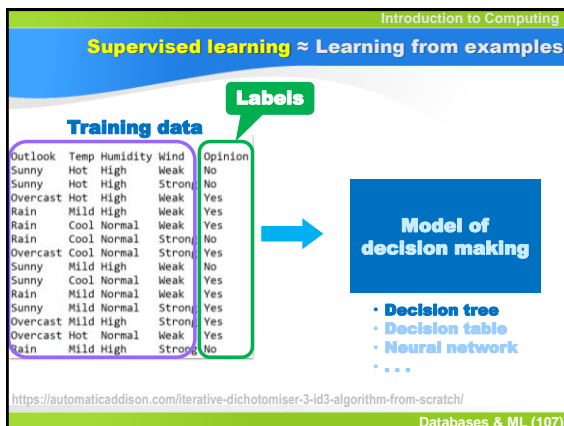 Introduction to Computing
Supervised learning ≈ Learning from examples
Labels
Training data
Outlook Temp Humidity Wind Opinion
Sunny Hot High Weak No
Sunny Hot High Strong No
Overcast Hot High Weak Yes
Rain Mild High Weak Yes
Rain Cool Normal Weak Yes
Rain Cool Normal Strong No
Overcast Cool Normal Strong Yes
Sunny Mild High Weak No
Sunny Cool Normal Weak Yes
Rain Mild Normal Weak Yes
Sunny Mild Normal Strong Yes
Overcast Mild High Strong Yes
Overcast Hot Normal Weak Yes
Rain Mild High Strong No
Model of
decision making
• Decision tree
• Decision table
• Neural network
• . . .
https://automaticaddison.com/iterative-dichotomiser-3-id3-algorithm-from-scratch/
Databases & ML (107)